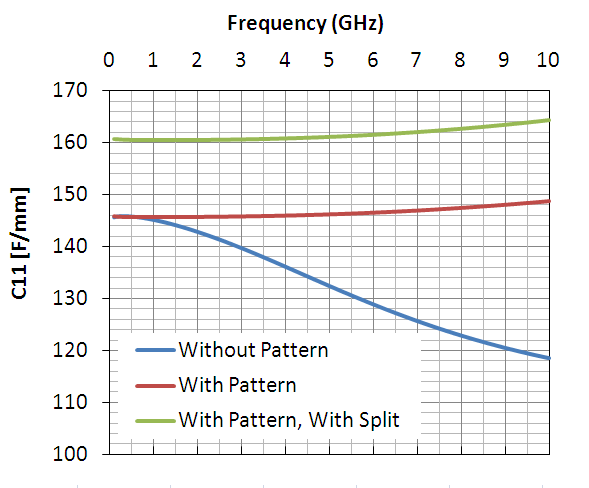 Frequency (GHz)
0 1 2 3 4 5 6 7 8 9 10
170
160
150
140
130
120
110
100
C11 [F/mm]
Without Pattern
With Pattern
With Pattern, With Split